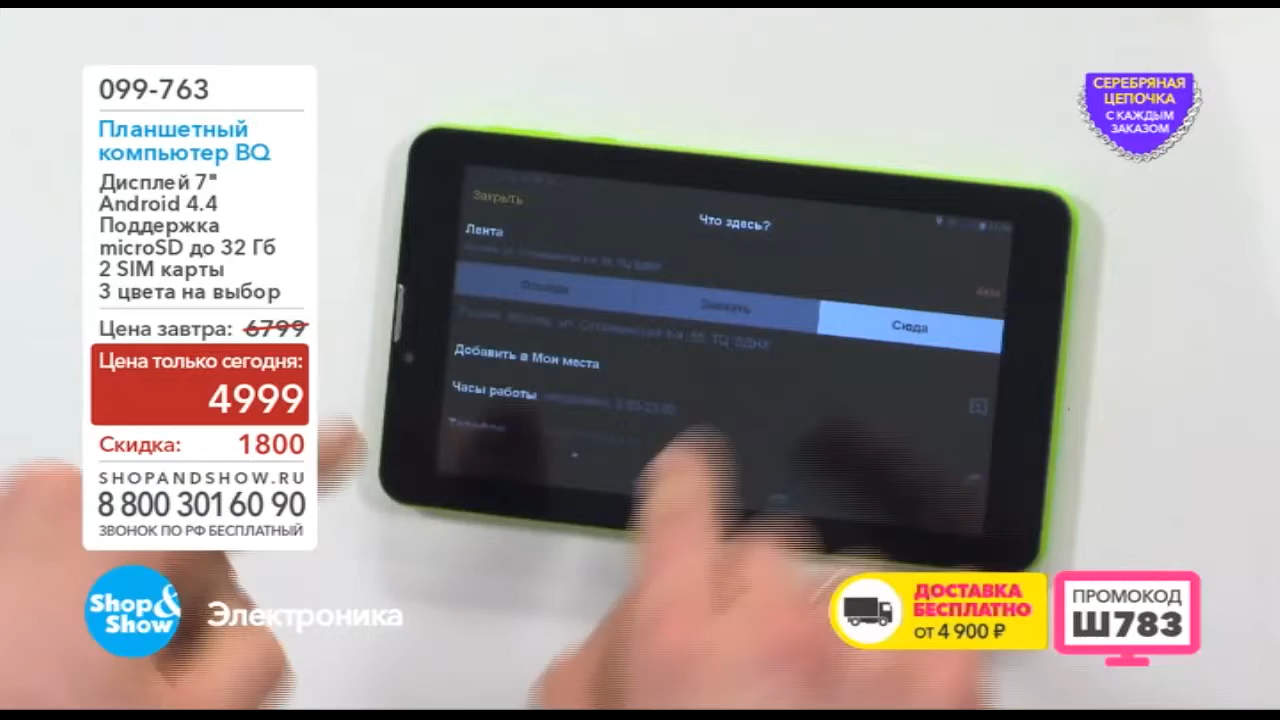 099-763
Планшетный
компьютер BQ
Дисплей 7"
Android 4.4
Поддержка
microSD до 32 Гб
2 SIM карты
3 цвета на выбор
Цена завтра: 6799
Цена только сегодня:
4999
Скидка: 1800
SHOPANDSHOW.RU
8 800 301 60 90
ЗВОНОК ПО РФ БЕСПЛАТНЫЙ
Shop&
Show
Электроника
СЕРЕБРЯНАЯ
ЦЕПОЧКА
С КАЖДЫМ
ЗАКАЗОМ
Закрыть
Что здесь?
Лента
Сюда
Добавить в Мои места
Часы работы
ДОСТАВКА
БЕСПЛАТНО
ОТ 4 900 ₽
ПРОМОКОД
Ш783